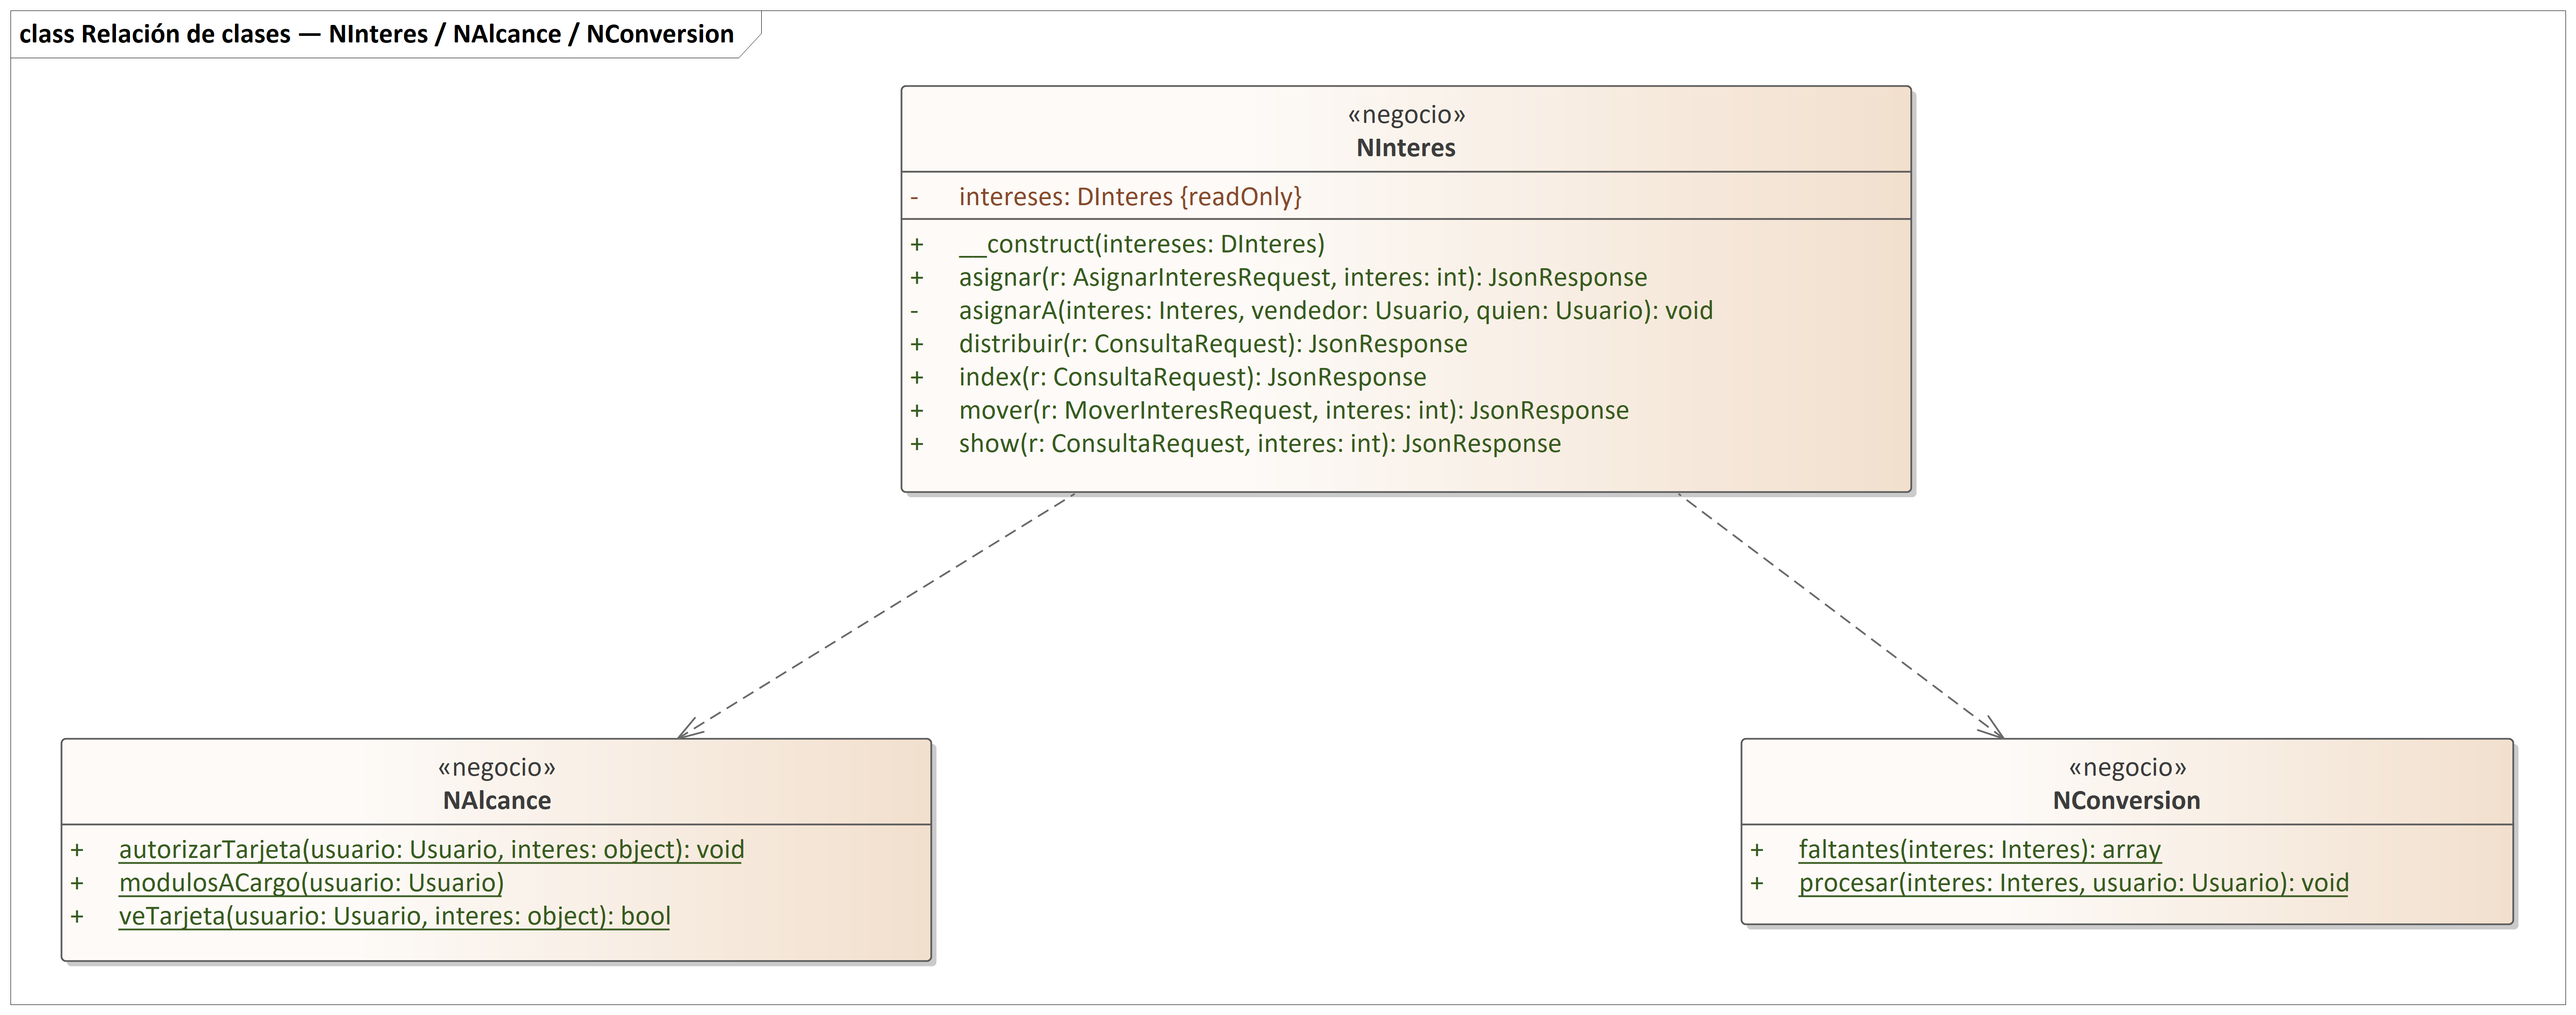 class Relación de clases — NInteres / NAlcance / NConversion
«negocio»
NInteres
- intereses: DInteres {readOnly}
+ __construct(intereses: DInteres)
+ asignar(r: AsignarInteresRequest, interes: int): JsonResponse
- asignarA(interes: Interes, vendedor: Usuario, quien: Usuario): void
+ distribuir(r: ConsultaRequest): JsonResponse
+ index(r: ConsultaRequest): JsonResponse
+ mover(r: MoverInteresRequest, interes: int): JsonResponse
+ show(r: ConsultaRequest, interes: int): JsonResponse
«negocio»
NAlcance
+ autorizarTarjeta(usuario: Usuario, interes: object): void
+ modulosACargo(usuario: Usuario)
+ veTarjeta(usuario: Usuario, interes: object): bool
«negocio»
NConversion
+ faltantes(interes: Interes): array
+ procesar(interes: Interes, usuario: Usuario): void